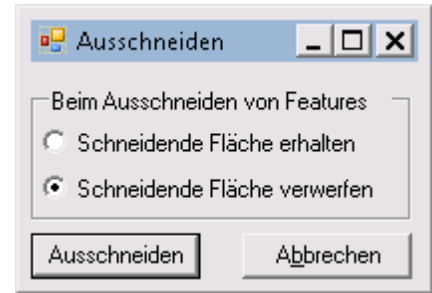 Ausschneiden
Beim Ausschneiden von Features
Schneidende Fläche erhalten
Schneidende Fläche verwerfen
Ausschneiden Abbrechen